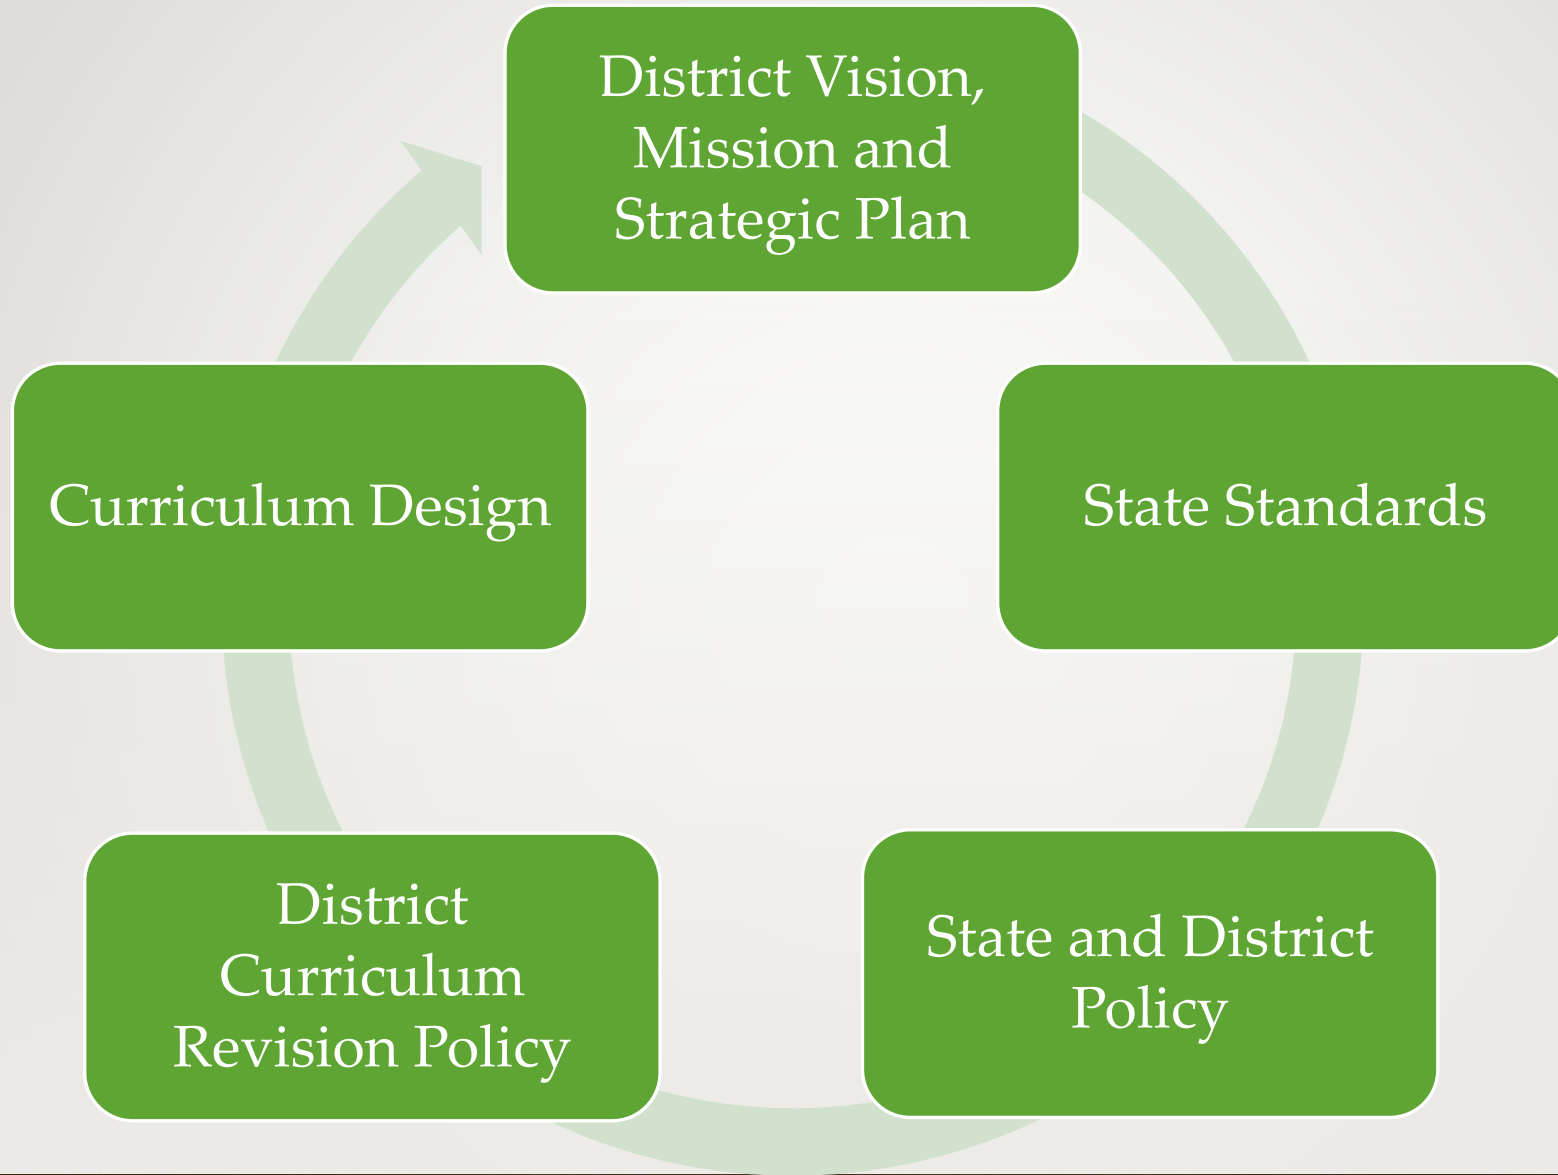 District Vision,
Mission and
Strategic Plan
State Standards
State and District
Policy
District
Curriculum
Revision Policy
Curriculum Design